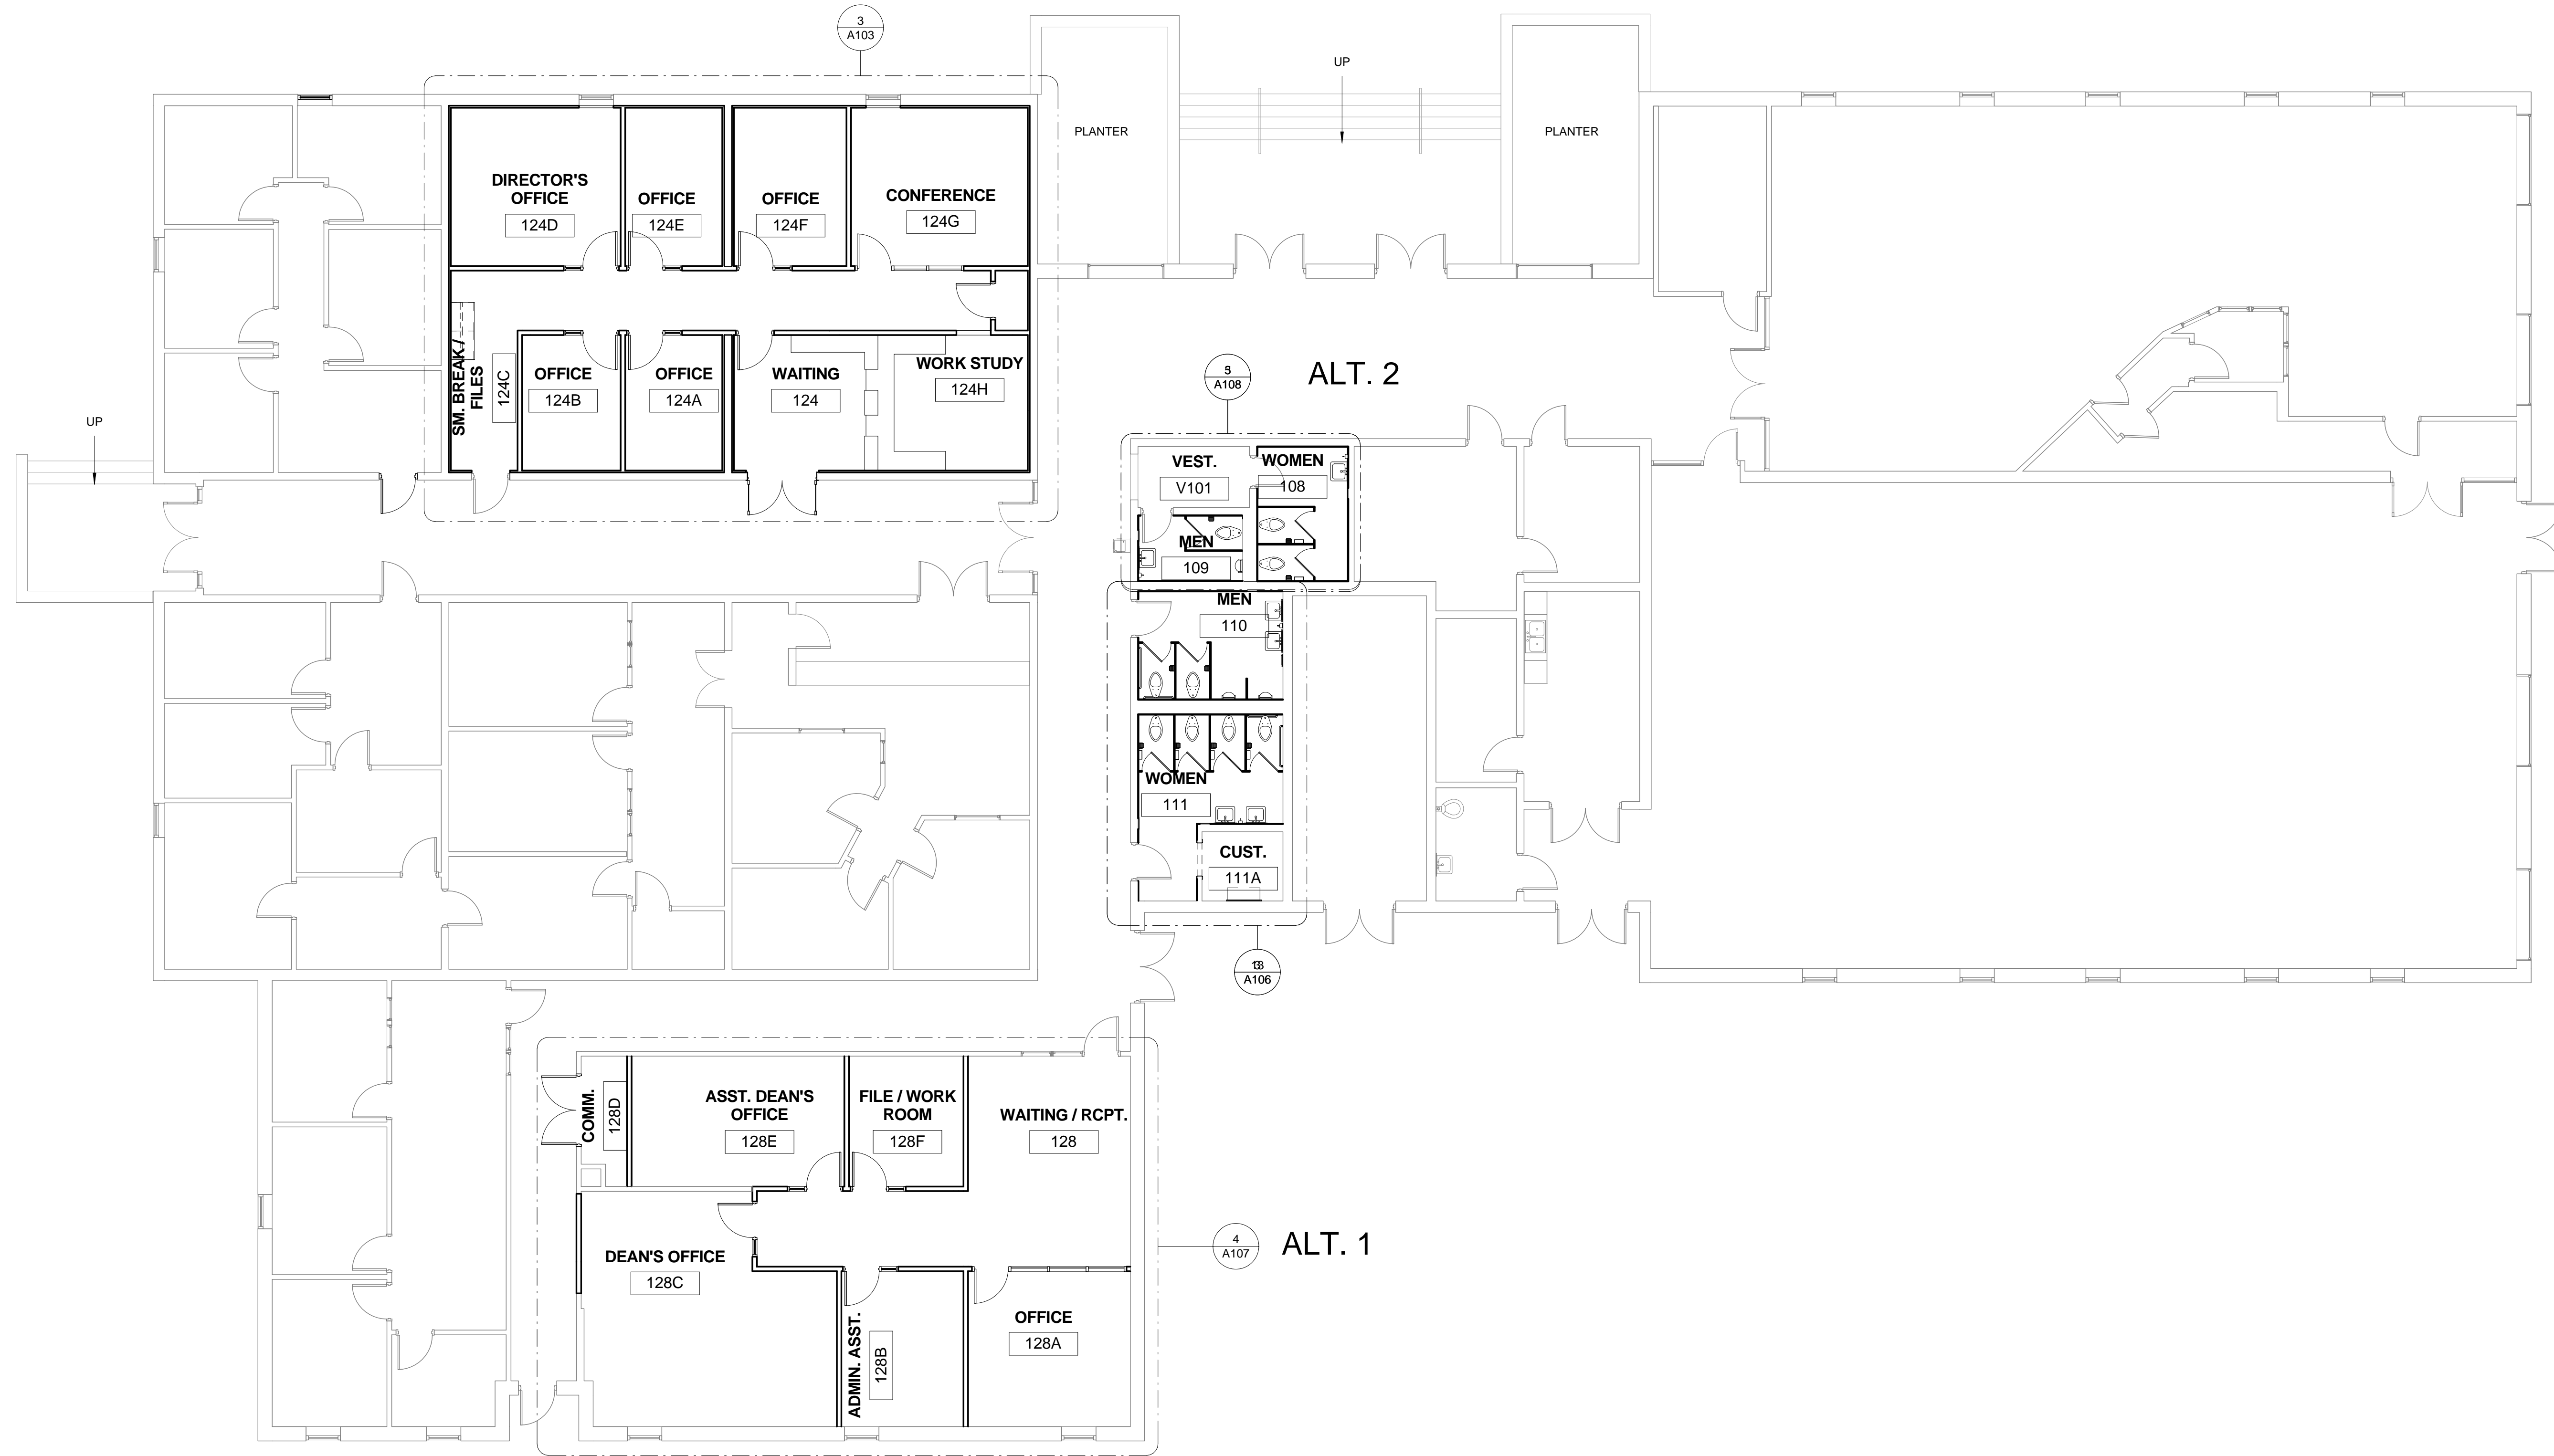 3
A103
UP
PLANTER
PLANTER
DIRECTOR'S
OFFICE
124D
OFFICE
124E
OFFICE
124F
CONFERENCE
124G
SM. BREAK /
FILES
124C
OFFICE
124B
OFFICE
124A
WAITING
124
WORK STUDY
124H
UP
A108
ALT. 2
VEST.
V101
WOMEN
108
MEN
109
MEN
110
WOMEN
111
CUST.
111A
A106
COMM.
128D
ASST. DEAN'S
OFFICE
128E
FILE / WORK
ROOM
128F
WAITING / RCPT.
128
4
A107
ALT. 1
DEAN'S OFFICE
128C
ADMIN. ASST.
128B
OFFICE
128A